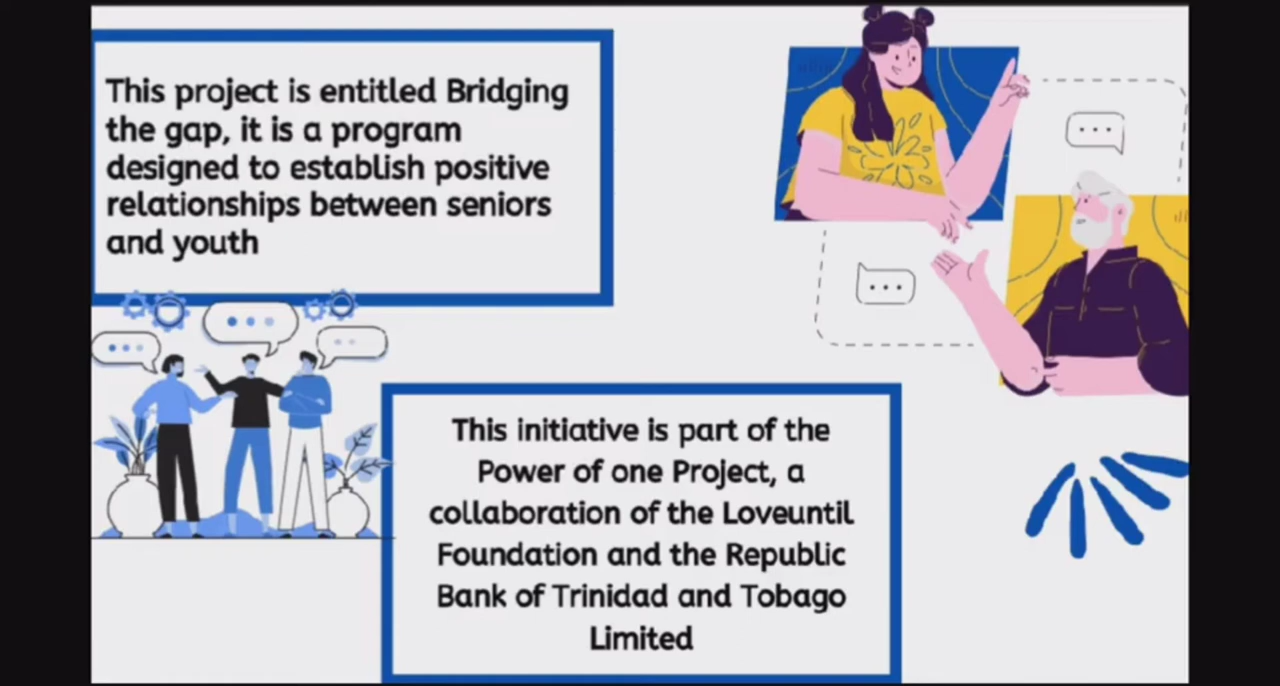 This project is entitled Bridging
the gap, it is a program
designed to establish positive
relationships between seniors
and youth
This initiative is part of the
Power of one Project, a
collaboration of the Loveuntil
Foundation and the Republic
Bank of Trinidad and Tobago
Limited